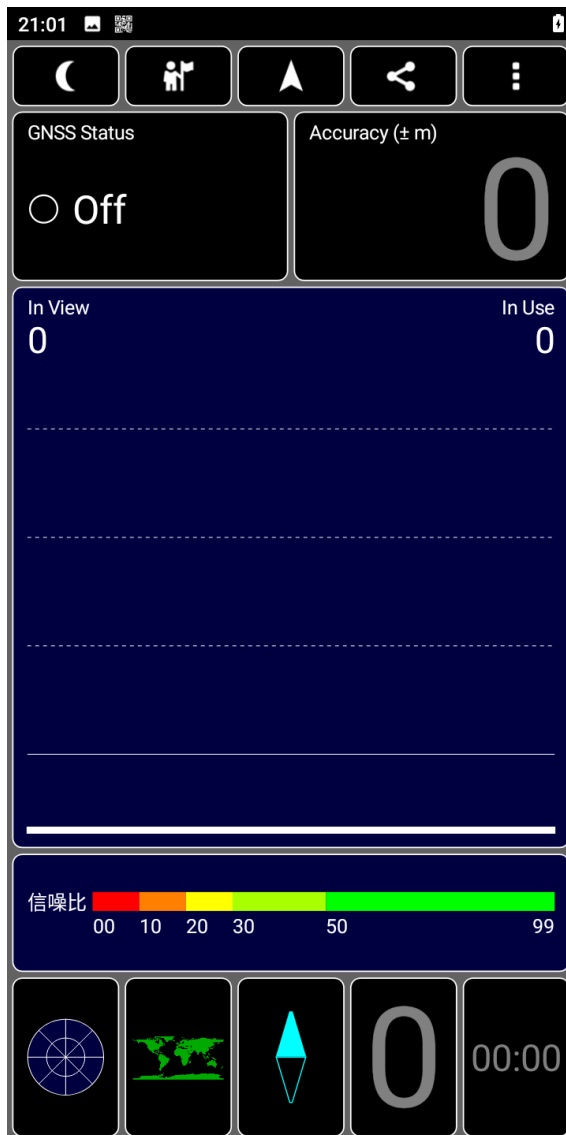 21:01
GNSS Status
Accuracy (± m)
Off
0
In View
In Use
0
0
信噪比
00 10 20 30 50 99
0
00:00